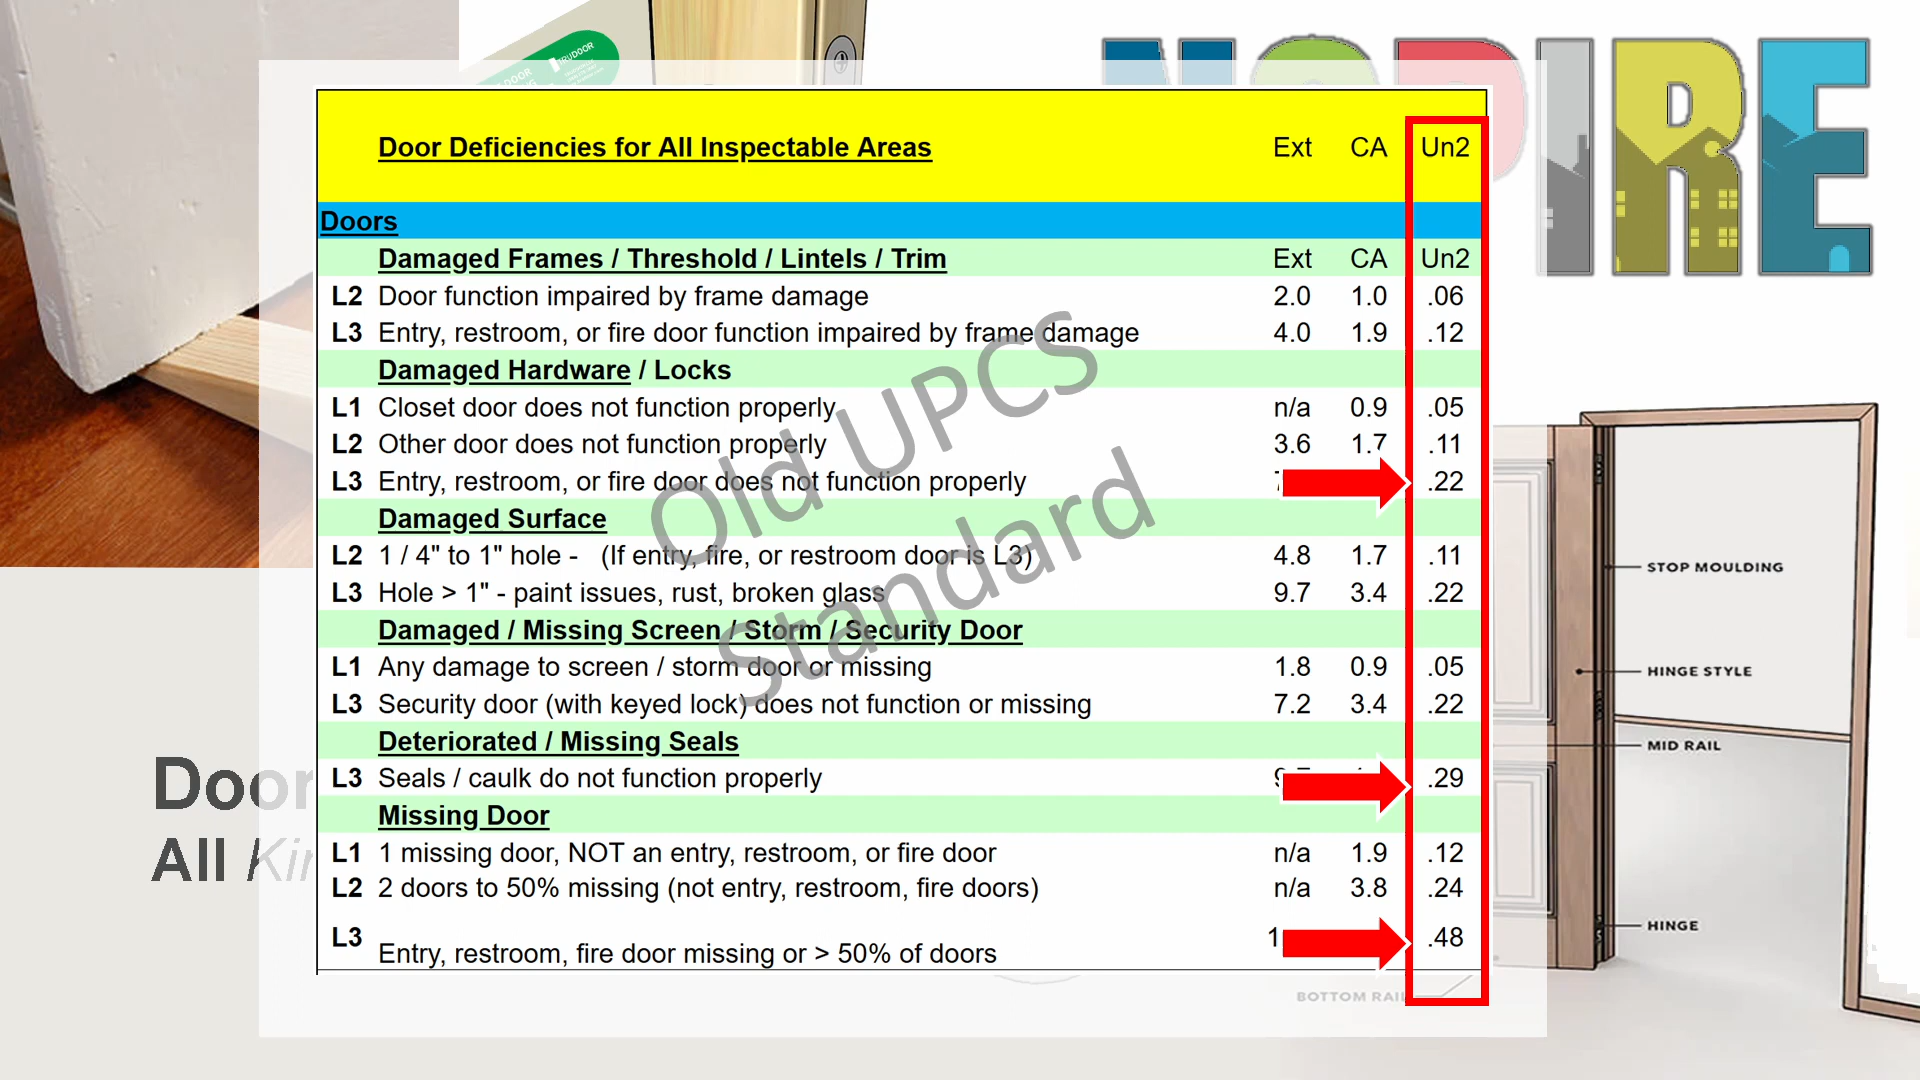 TRUDOOR
DOOR
NSPIRE
Door Deficiencies for All Inspectable Areas Ext CA Un2
Doors
Damaged Frames / Threshold / Lintels / Trim Ext CA Un2
L2 Door function impaired by frame damage 2.0 1.0 .06
L3 Entry, restroom, or fire door function impaired by frame damage 4.0 1.9 .12
Damaged Hardware / Locks
L1 Closet door does not function properly n/a 0.9 .05
L2 Other door does not function properly 3.6 1.7 .11
L3 Entry, restroom, or fire door does not function properly .22
Damaged Surface
L2 1 / 4" to 1" hole - (If entry, fire, or restroom door is L3) 4.8 1.7 .11
L3 Hole > 1" - paint issues, rust, broken glass 9.7 3.4 .22
Damaged / Missing Screen / Storm / Security Door
L1 Any damage to screen / storm door or missing 1.8 0.9 .05
L3 Security door (with keyed lock) does not function or missing 7.2 3.4 .22
Deteriorated / Missing Seals
L3 Seals / caulk do not function properly .29
Missing Door
L1 1 missing door, NOT an entry, restroom, or fire door n/a 1.9 .12
L2 2 doors to 50% missing (not entry, restroom, fire doors) n/a 3.8 .24
L3 Entry, restroom, fire door missing or > 50% of doors .48
Old UPCS
Standard
STOP MOULDING
HINGE STYLE
MID RAIL
HINGE
BOTTOM RAIL
Door
All